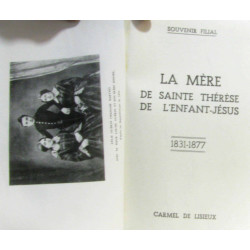 SOUVENIR FILIAL
LA MÈRE
DE SAINTE THÉRÈSE
DE L'ENFANT-JÉSUS
1831-1877
CARMEL DE LISIEUX